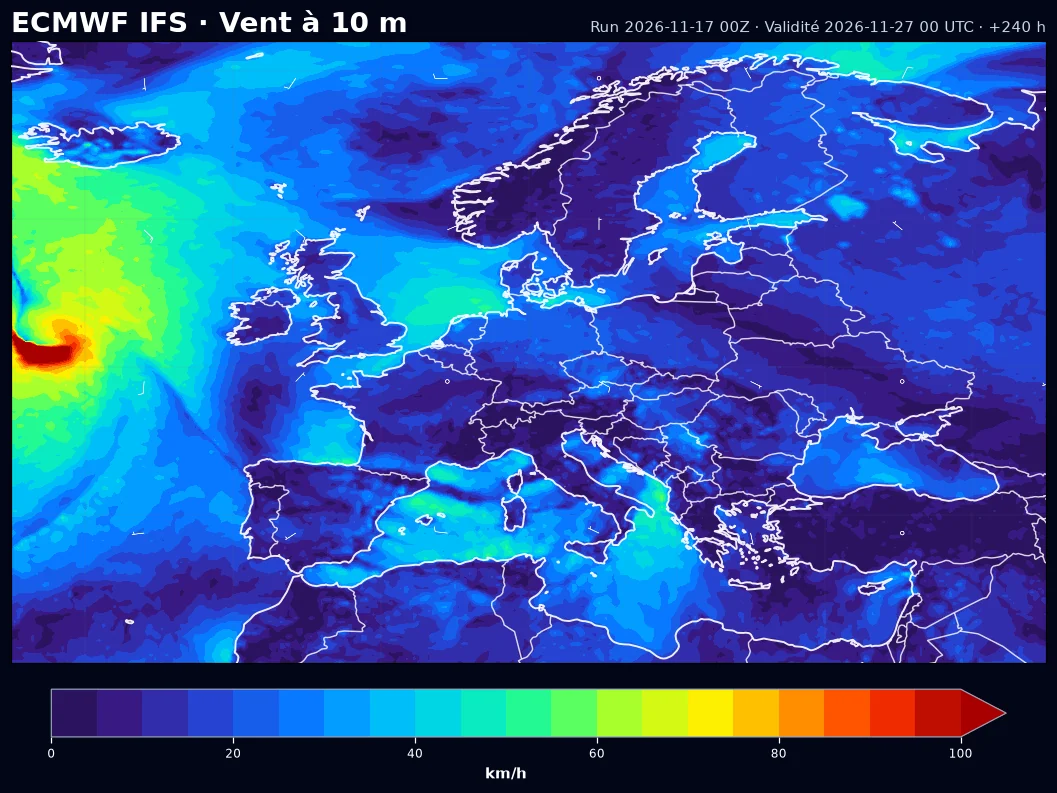 ECMWF IFS · Vent à 10 m
Run 2026-11-17 00Z · Validité 2026-11-27 00 UTC · +240 h
0 20 40 60 80 100
km/h